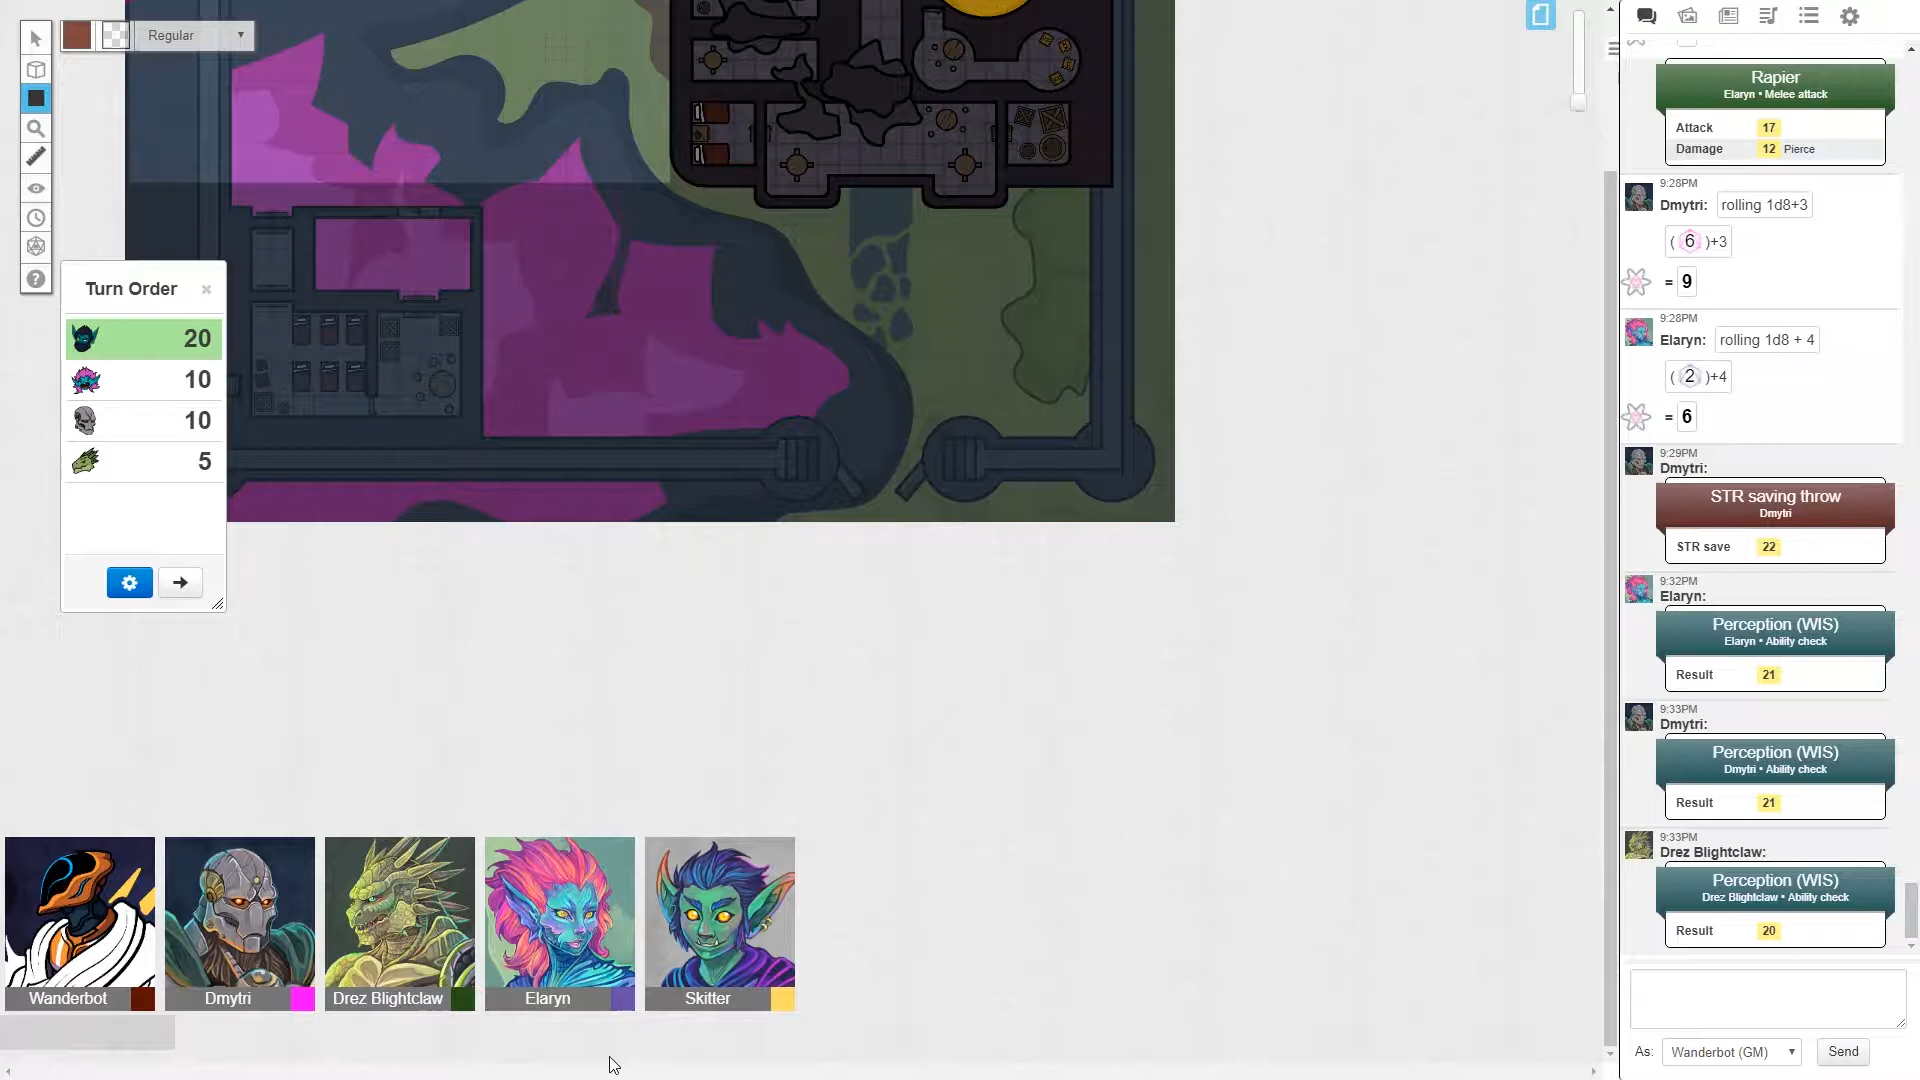 Regular
Turn Order
×
20
10
10
5
Wanderbot
Dmytri
Drez Blightclaw
Elaryn
Skitter
Rapier
Elaryn • Melee attack
Attack 17
Damage 12 Pierce
9:28PM
Dmytri: rolling 1d8+3
( 6 )+3
= 9
9:28PM
Elaryn: rolling 1d8 + 4
( 2 )+4
= 6
9:29PM
Dmytri:
STR saving throw
Dmytri
STR save 22
9:32PM
Elaryn:
Perception (WIS)
Elaryn • Ability check
Result 21
9:33PM
Dmytri:
Perception (WIS)
Dmytri • Ability check
Result 21
9:33PM
Drez Blightclaw:
Perception (WIS)
Drez Blightclaw • Ability check
Result 20
As: Wanderbot (GM) Send